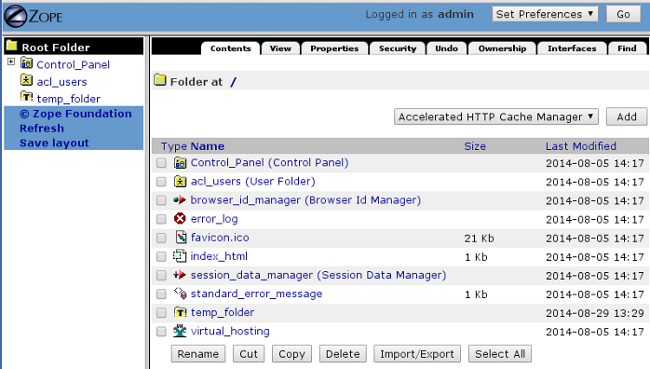 ZOPE
Logged in as admin Set Preferences Go
Root Folder
Control_Panel
acl_users
temp_folder
© Zope Foundation
Refresh
Save layout
Contents View Properties Security Undo Ownership Interfaces Find
Folder at /
Accelerated HTTP Cache Manager Add
Type Name Size Last Modified
Control_Panel (Control Panel) 2014-08-05 14:17
acl_users (User Folder) 2014-08-05 14:17
browser_id_manager (Browser Id Manager) 2014-08-05 14:17
error_log 2014-08-05 14:17
favicon.ico 21 Kb 2014-08-05 14:17
index_html 1 Kb 2014-08-05 14:17
session_data_manager (Session Data Manager) 2014-08-05 14:17
standard_error_message 1 Kb 2014-08-05 14:17
temp_folder 2014-08-29 13:29
virtual_hosting 2014-08-05 14:17
Rename Cut Copy Delete Import/Export Select All